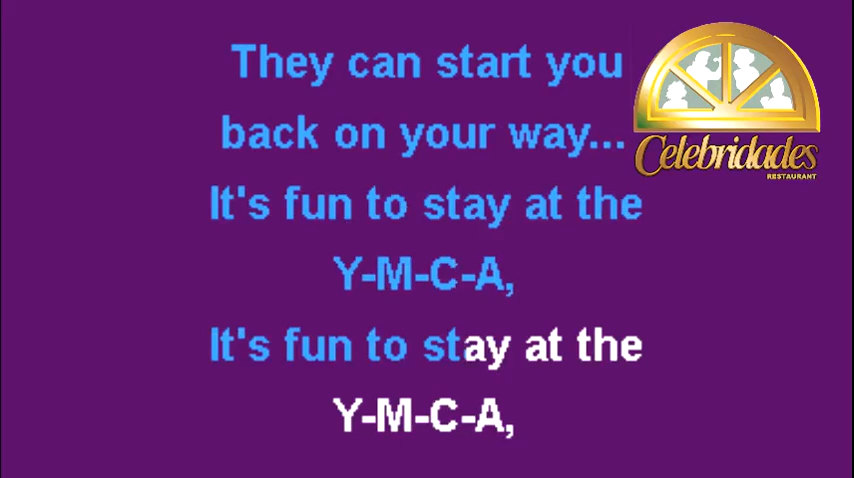 They can start you
back on your way...
It's fun to stay at the
Y-M-C-A,
It's fun to stay at the
Y-M-C-A,
Celebridades
RESTAURANT